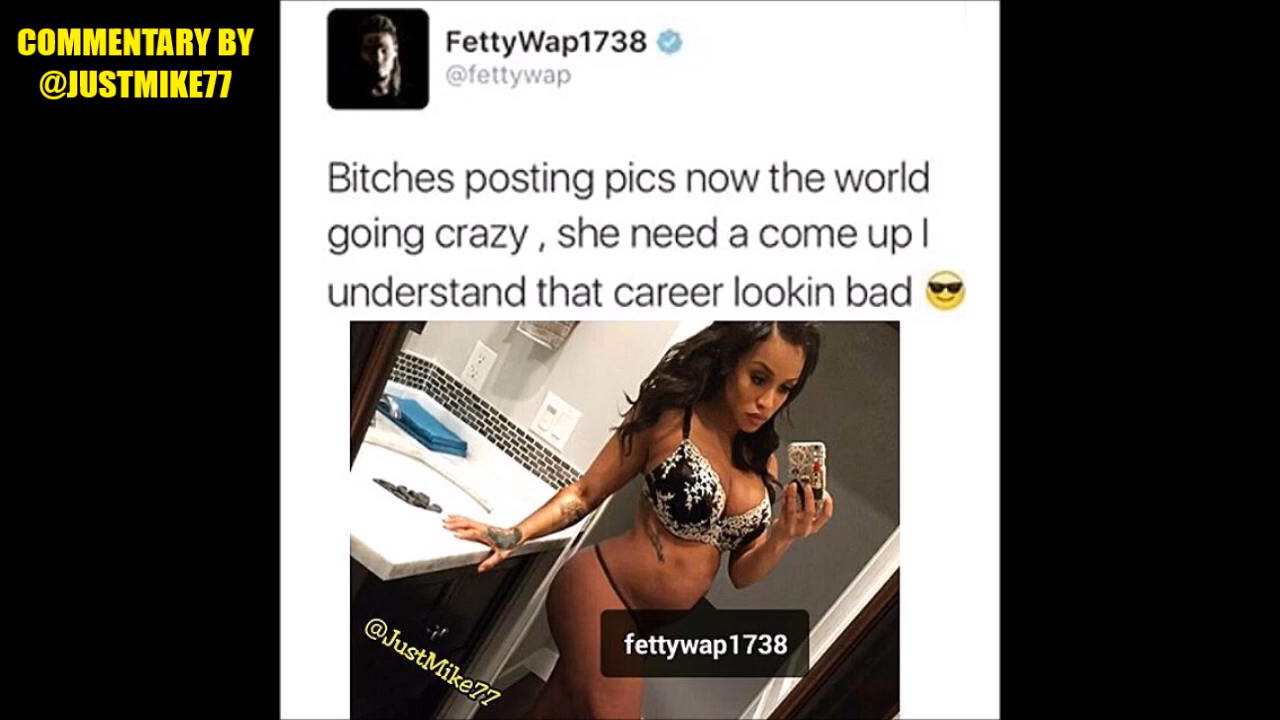 COMMENTARY BY
@JUSTMIKE77
FettyWap1738
@fettywap
Bitches posting pics now the world
going crazy , she need a come up I
understand that career lookin bad 😎
fettywap1738
@JustMike77